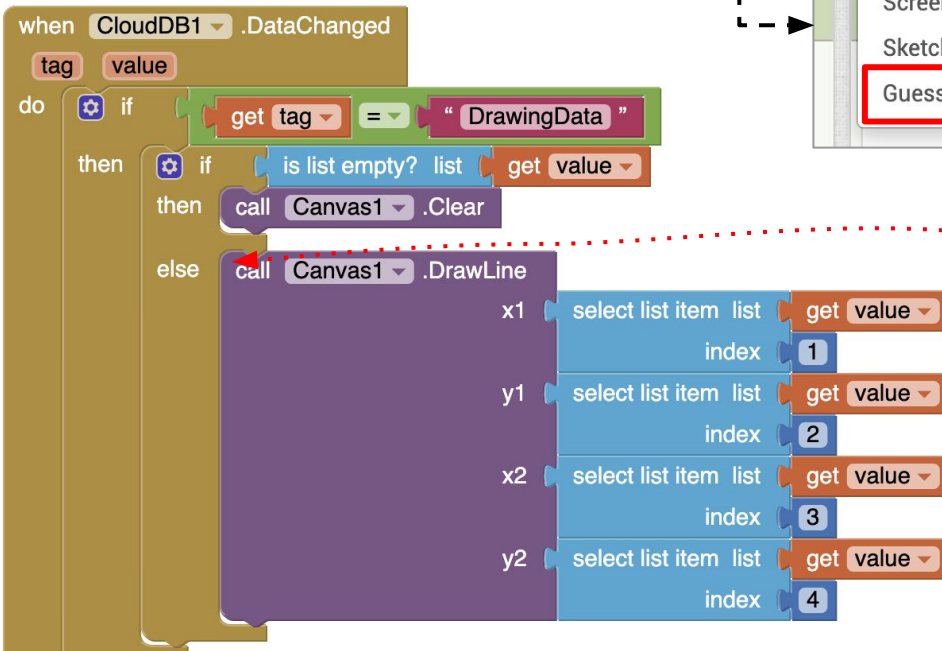 when CloudDB1 .DataChanged
tag value
do if get tag = “ DrawingData ”
then if is list empty? list get value
then call Canvas1 .Clear
else call Canvas1 .DrawLine
x1 select list item list get value
index 1
y1 select list item list get value
index 2
x2 select list item list get value
index 3
y2 select list item list get value
index 4
Guess